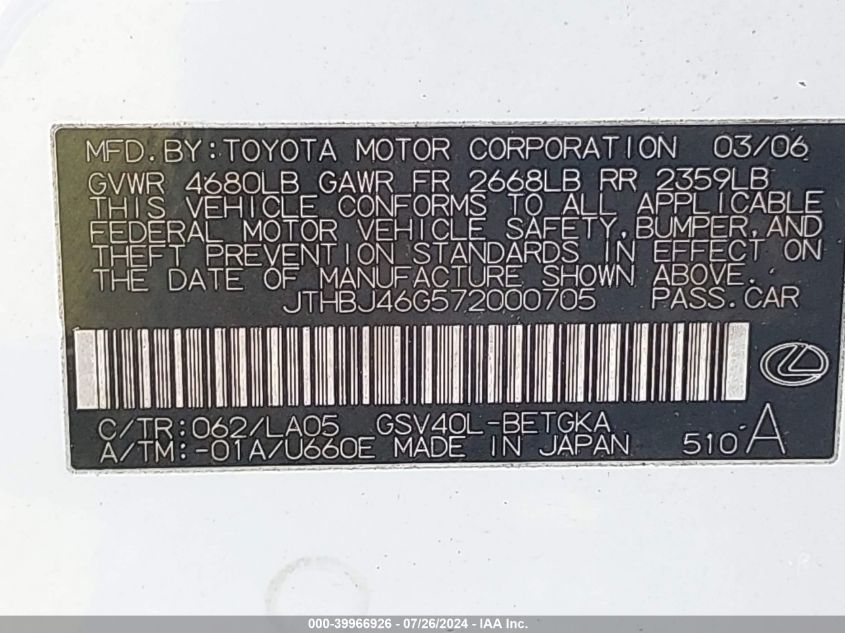 MFD.BY:TOYOTA MOTOR CORPORATION 03/06
GVWR 4680LB GAWR FR 2668LB RR 2359LB
THIS VEHICLE CONFORMS TO ALL APPLICABLE
FEDERAL MOTOR VEHICLE SAFETY,BUMPER,AND
THEFT PREVENTION STANDARDS IN EFFECT ON
THE DATE OF MANUFACTURE SHOWN ABOVE.
JTHBJ46G572000705 PASS.CAR
C/TR:062/LA05 GSV40L-BETGKA
A/TM:-01A/U660E MADE IN JAPAN 510 A
000-39966926 - 07/26/2024 - IAA Inc.